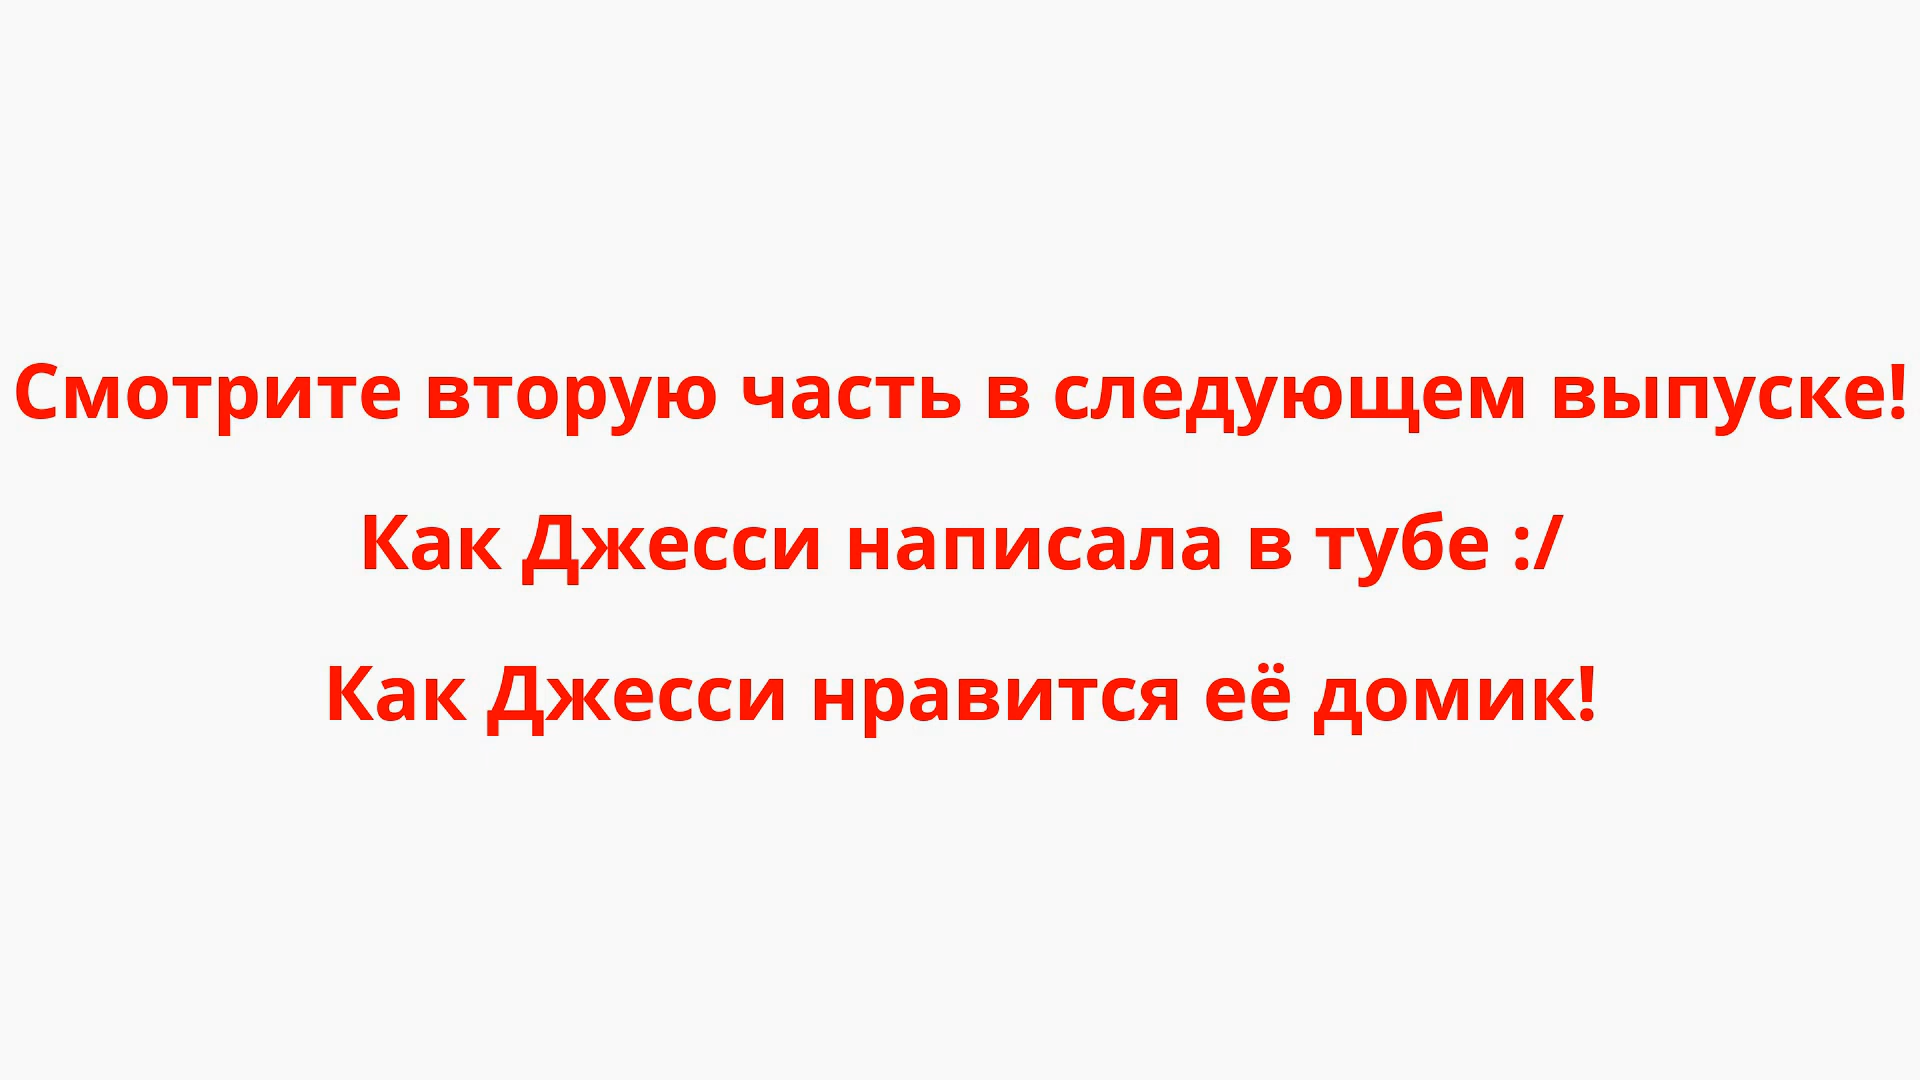 Смотрите вторую часть в следующем выпуске!
Как Джесси написала в тубе :/
Как Джесси нравится её домик!